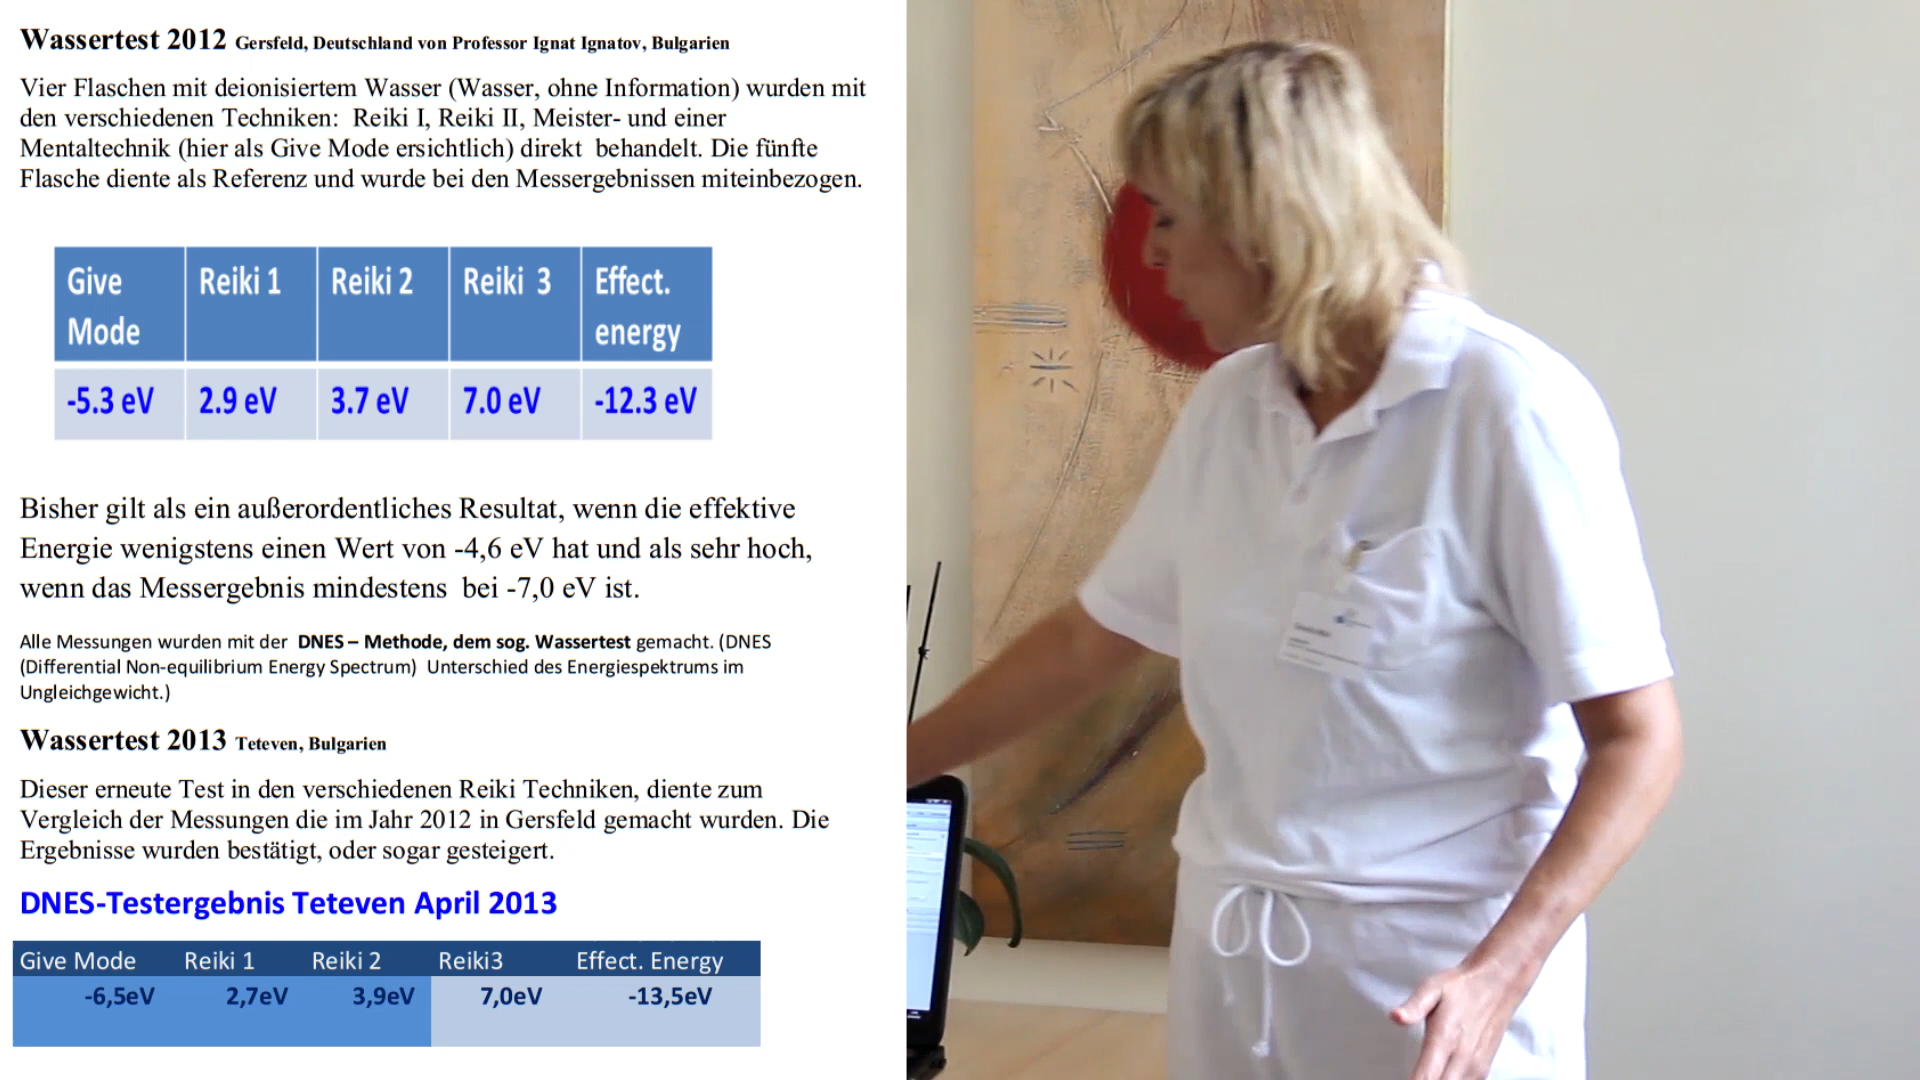 Wassertest 2012 Gersfeld, Deutschland von Professor Ignat Ignatov, Bulgarien
Vier Flaschen mit deionisiertem Wasser (Wasser, ohne Information) wurden mit
den verschiedenen Techniken: Reiki I, Reiki II, Meister- und einer
Mentaltechnik (hier als Give Mode ersichtlich) direkt behandelt. Die fünfte
Flasche diente als Referenz und wurde bei den Messergebnissen miteinbezogen.
Give Mode Reiki 1 Reiki 2 Reiki 3 Effect. energy
-5.3 eV 2.9 eV 3.7 eV 7.0 eV -12.3 eV
Bisher gilt als ein außerordentliches Resultat, wenn die effektive
Energie wenigstens einen Wert von -4,6 eV hat und als sehr hoch,
wenn das Messergebnis mindestens bei -7,0 eV ist.
Alle Messungen wurden mit der DNES – Methode, dem sog. Wassertest gemacht. (DNES
(Differential Non-equilibrium Energy Spectrum) Unterschied des Energiespektrums im
Ungleichgewicht.)
Wassertest 2013 Teteven, Bulgarien
Dieser erneute Test in den verschiedenen Reiki Techniken, diente zum
Vergleich der Messungen die im Jahr 2012 in Gersfeld gemacht wurden. Die
Ergebnisse wurden bestätigt, oder sogar gesteigert.
DNES-Testergebnis Teteven April 2013
Give Mode Reiki 1 Reiki 2 Reiki3 Effect. Energy
-6,5eV 2,7eV 3,9eV 7,0eV -13,5eV